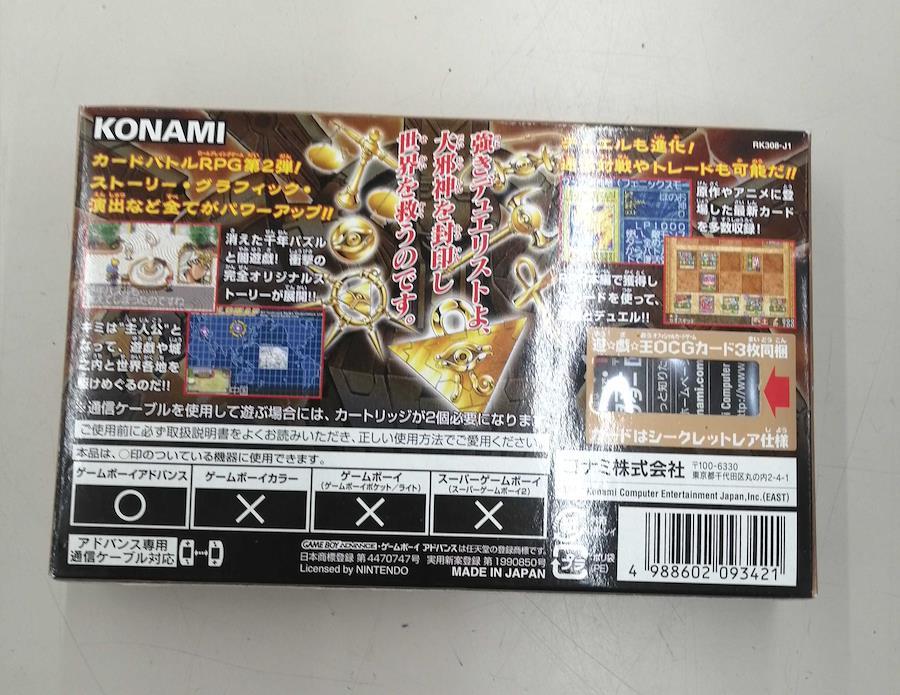 KONAMI
RK308-J1
カードバトルRPG第2弾!
ストーリー・グラフィック・
演出など全てがパワーアップ!!
消えた千年パズル
と闇遊戯! 衝撃の
完全オリジナルス
トーリーが展開!!
キミは"主人公"と
なって、遊戯や城
之内と世界各地を
駆けめぐるのだ!!
強きデュエリストよ、
大邪神を封印し
世界を救うのです。
デュエルも進化!
対戦やトレードも可能だ!!
原作やアニメに登
場した最新カード
を多数収録!
で獲得し
ードを使って、
とデュエル!!
LP1000
遊☆戯☆王OCGカード3枚同梱
カードはシークレットレア仕様
※通信ケーブルを使用して遊ぶ場合には、カートリッジが2個必要になります
ご使用前に必ず取扱説明書をよくお読みいただき、正しい使用方法でご愛用ください
本品は、○印のついている機器に使用できます。
ゲームボーイアドバンス
ゲームボーイカラー
ゲームボーイ
(ゲームボーイポケット/ライト)
スーパーゲームボーイ
(スーパーゲームボーイ2)
○ × × ×
アドバンス専用
通信ケーブル対応
GAME BOY ADVANCE・ゲームボーイ アドバンスは任天堂の登録商標です。
日本商標登録 第4470747号 実用新案登録 第1990850号
Licensed by NINTENDO
MADE IN JAPAN
コナミ株式会社
〒100-6330
東京都千代田区丸の内2-4-1
Konami Computer Entertainment Japan,Inc.(EAST)
ポリ袋
(PE)
4 988602 093421